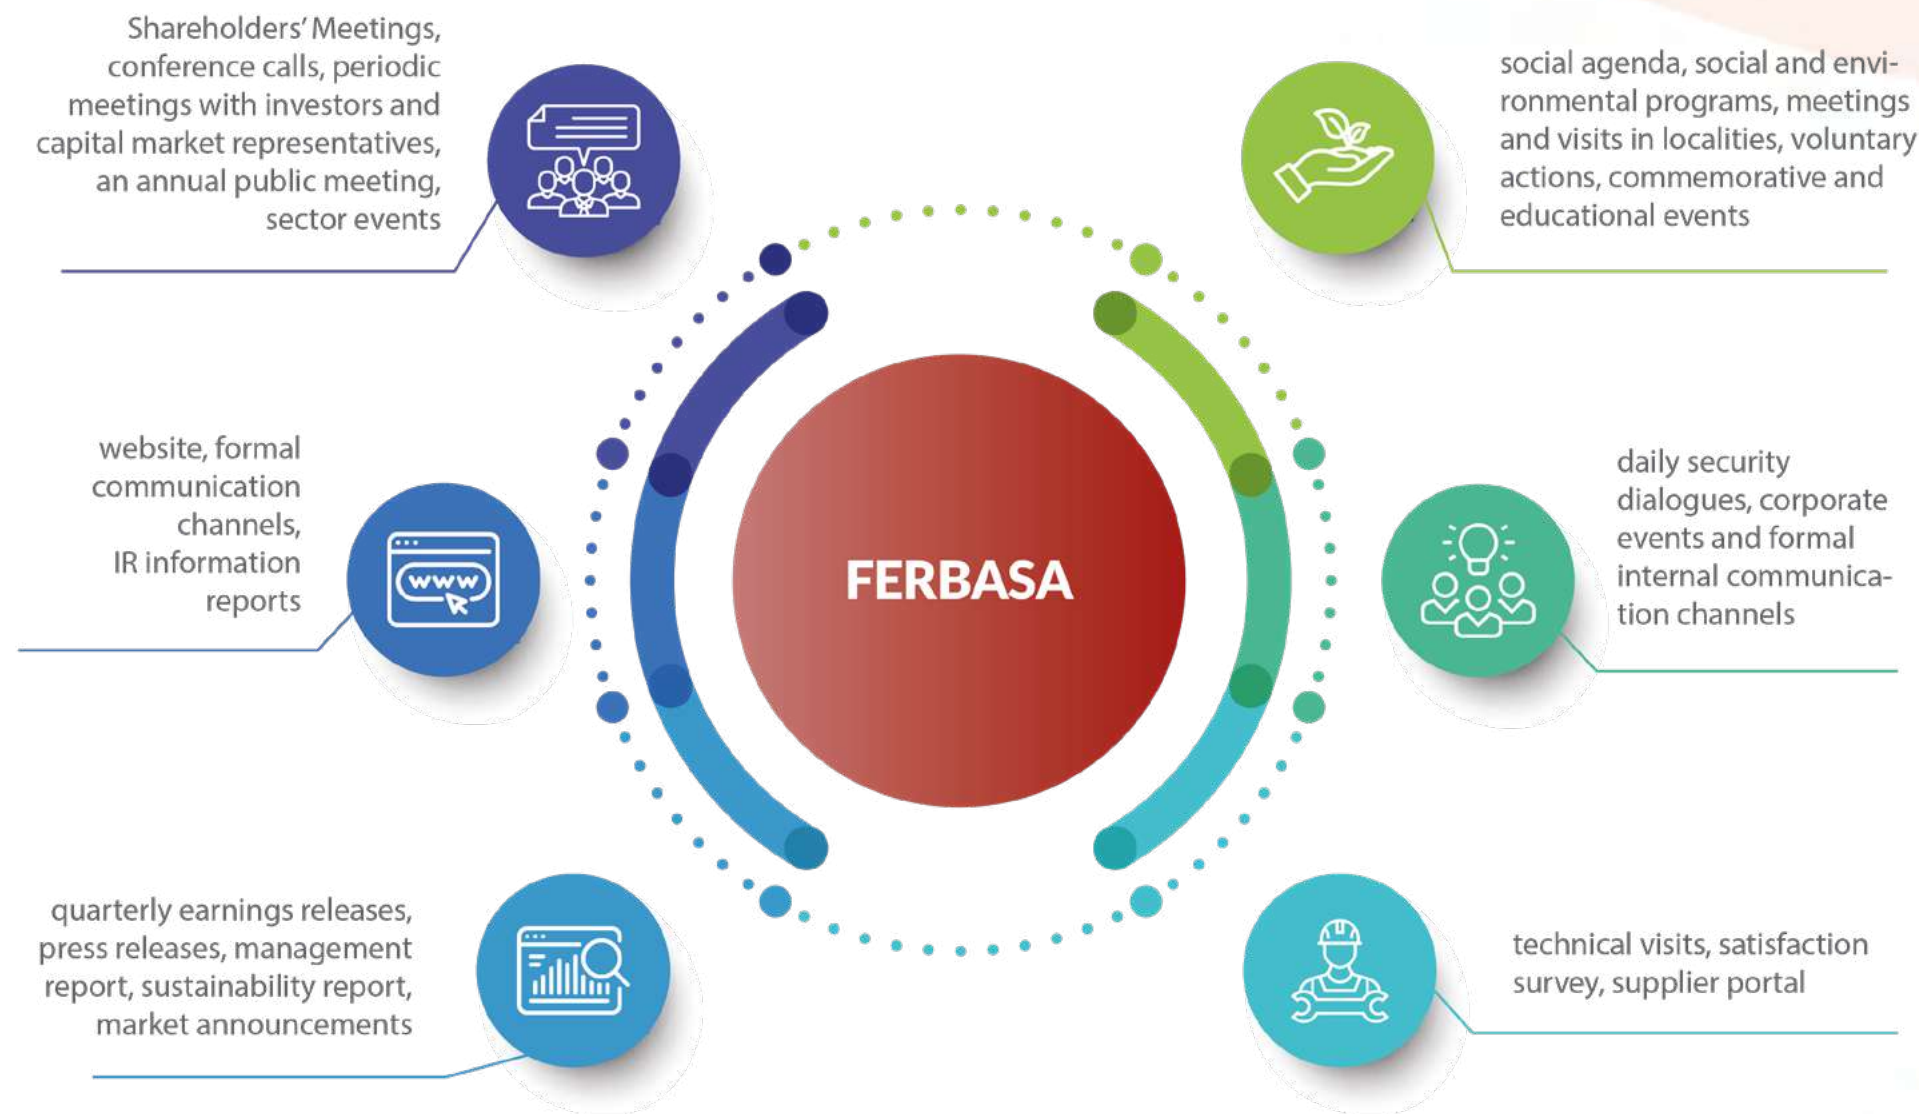 Shareholders' Meetings,
conference calls, periodic
meetings with investors and
capital market representatives,
an annual public meeting,
sector events
social agenda, social and envi-
ronmental programs, meetings
and visits in localities, voluntary
actions, commemorative and
educational events
website, formal
communication
channels,
IR information
reports
www
FERBASA
daily security
dialogues, corporate
events and formal
internal communica-
tion channels
quarterly earnings releases,
press releases, management
report, sustainability report,
market announcements
technical visits, satisfaction
survey, supplier portal